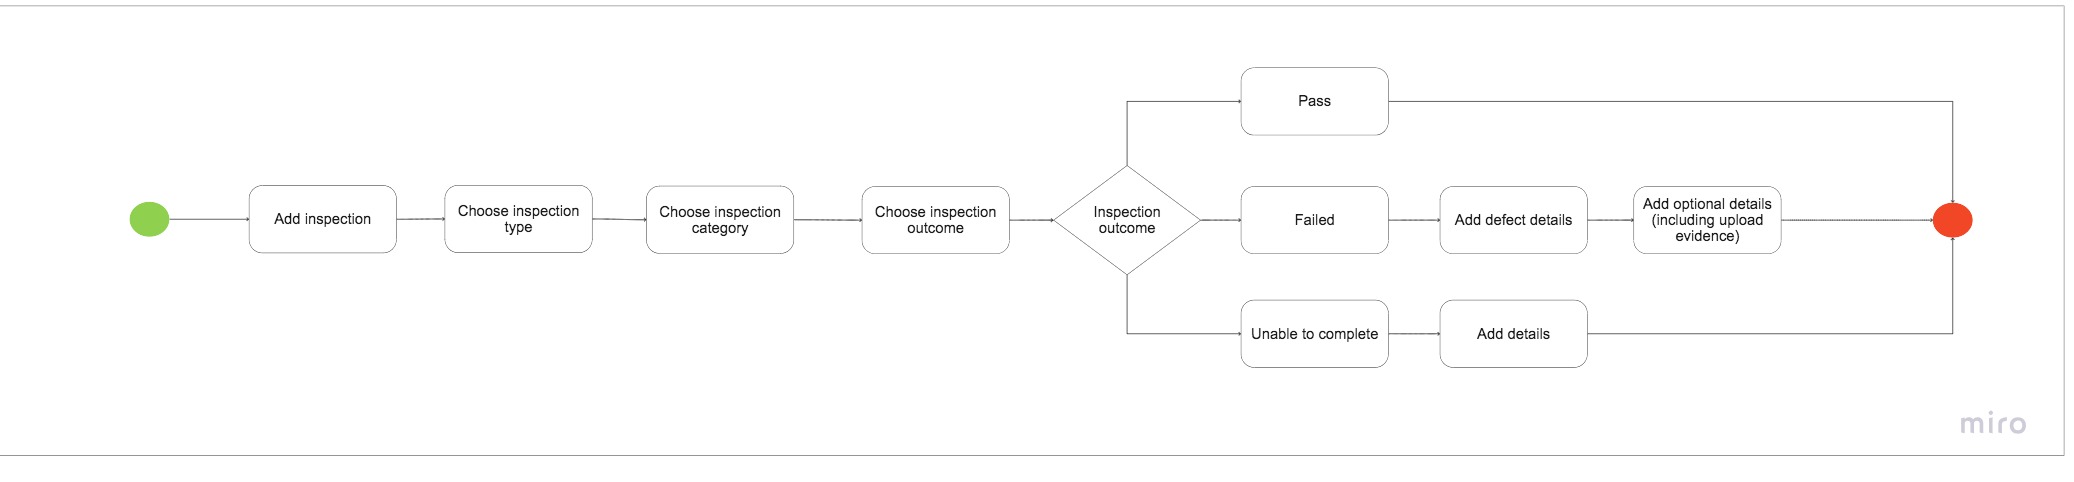 Add inspection
Choose inspection
type
Choose inspection
category
Choose inspection
outcome
Inspection
outcome
Pass
Failed
Add defect details
Add optional details
(including upload
evidence)
Unable to complete
Add details
miro